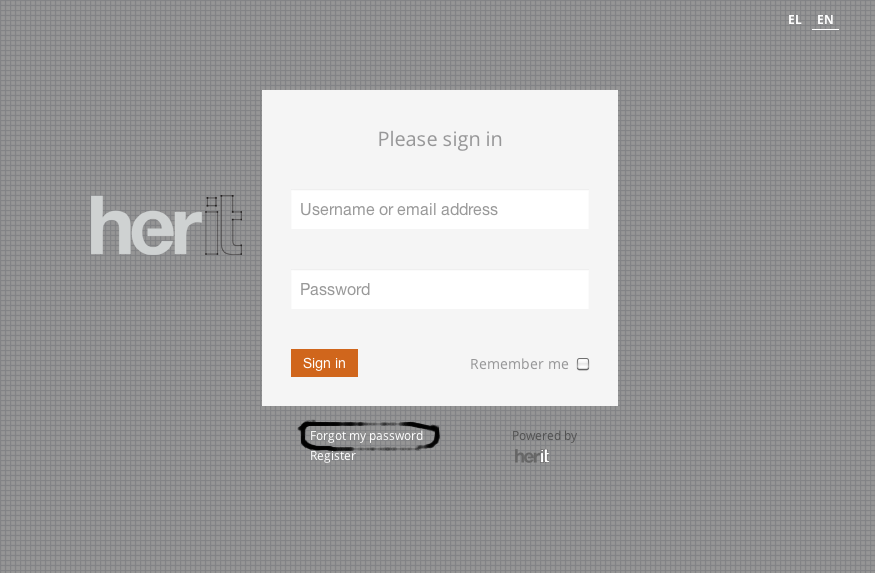 EL EN
Please sign in
herit
Username or email address
Password
Sign in
Remember me
Forgot my password
Register
Powered by
herit